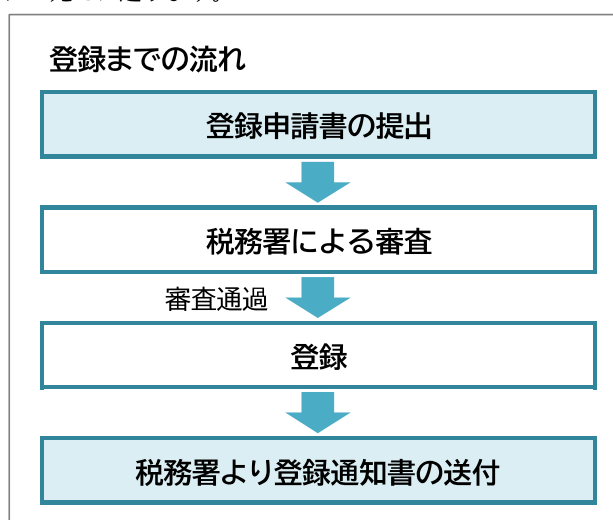 登録までの流れ
登録申請書の提出
税務署による審査
審査通過
登録
税務署より登録通知書の送付